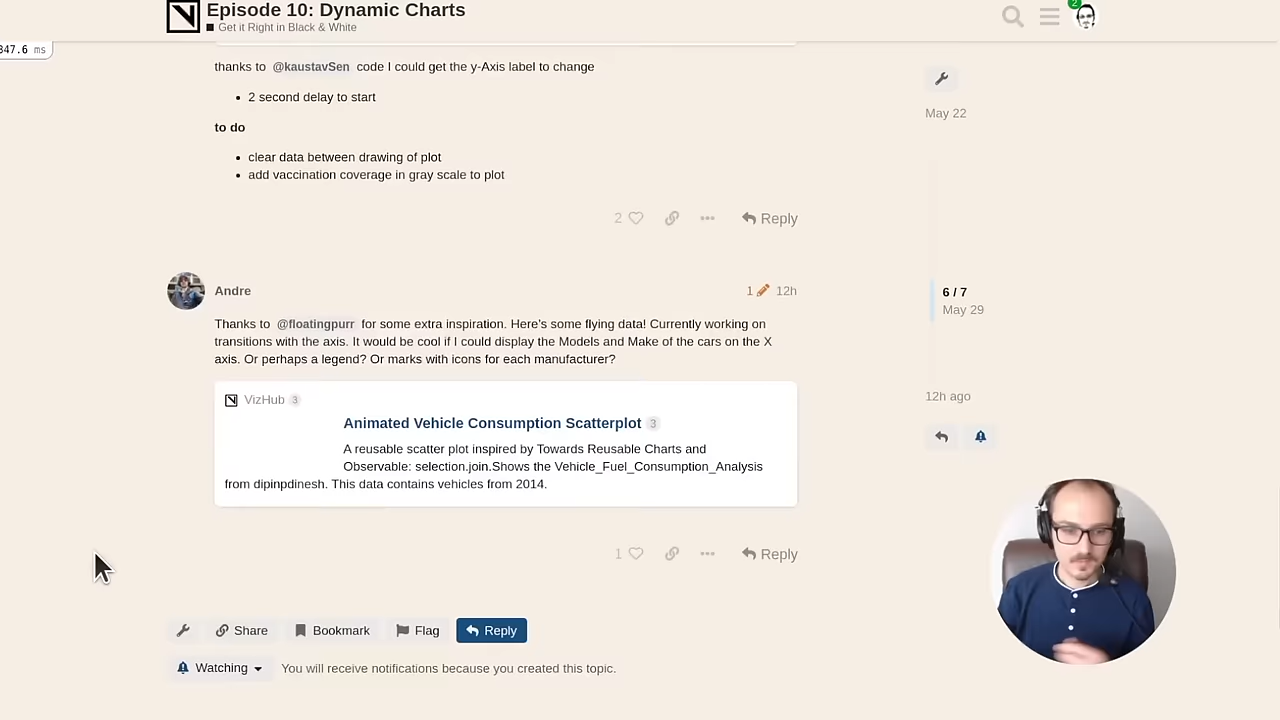 Episode 10: Dynamic Charts
Get it Right in Black & White
2
347.6 ms
thanks to @kaustavSen code I could get the y-Axis label to change
• 2 second delay to start
to do
• clear data between drawing of plot
• add vaccination coverage in gray scale to plot
2
Reply
May 22
6 / 7
May 29
12h ago
Andre
1 12h
Thanks to @floatingpurr for some extra inspiration. Here's some flying data! Currently working on
transitions with the axis. It would be cool if I could display the Models and Make of the cars on the X
axis. Or perhaps a legend? Or marks with icons for each manufacturer?
VizHub 3
Animated Vehicle Consumption Scatterplot 3
A reusable scatter plot inspired by Towards Reusable Charts and
Observable: selection.join.Shows the Vehicle_Fuel_Consumption_Analysis
from dipinpdinesh. This data contains vehicles from 2014.
1
Reply
Share Bookmark Flag Reply
Watching You will receive notifications because you created this topic.